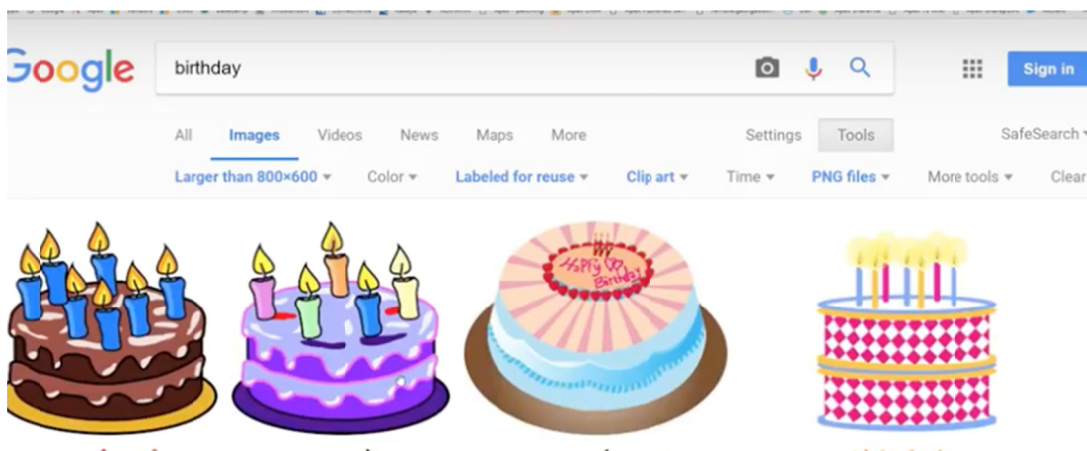 Google birthday Sign in
All Images Videos News Maps More Settings Tools SafeSearch
Larger than 800×600 Color Labeled for reuse Clip art Time PNG files More tools Clear
Happy
Birthday